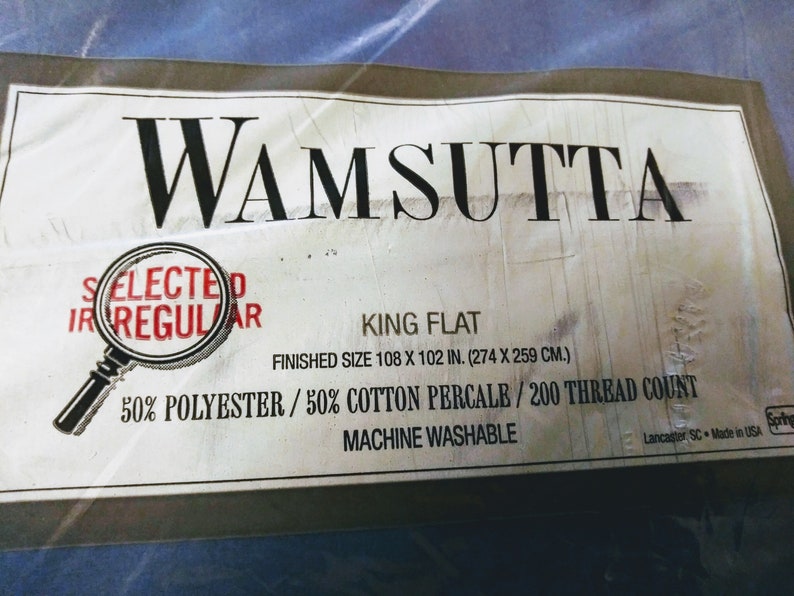 WAMSUTTA
SELECTED
IRREGULAR
KING FLAT
FINISHED SIZE 108 X 102 IN. (274 X 259 CM.)
50% POLYESTER / 50% COTTON PERCALE / 200 THREAD COUNT
MACHINE WASHABLE
Lancaster, SC • Made in USA